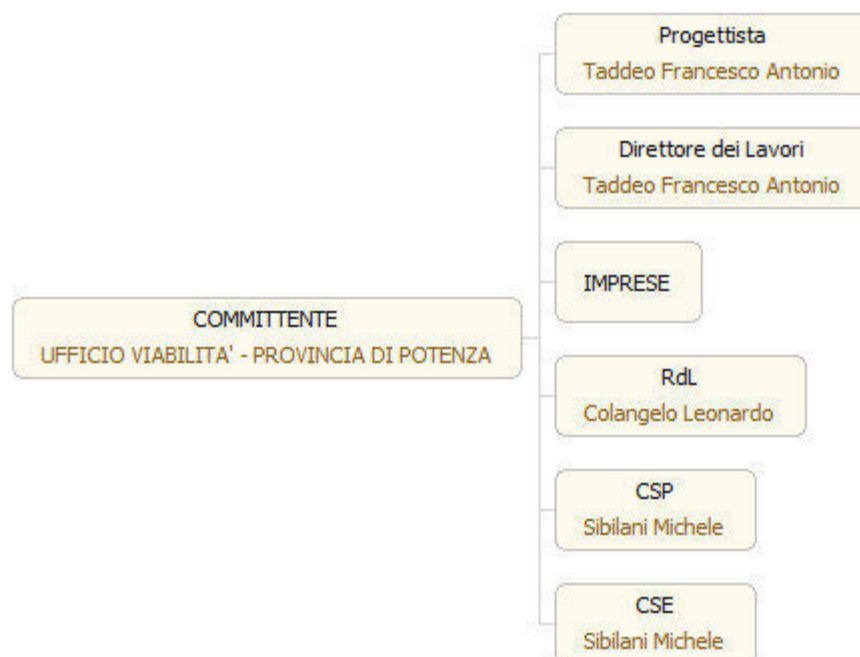 Progettista
Taddeo Francesco Antonio
Direttore dei Lavori
Taddeo Francesco Antonio
IMPRESE
COMMITTENTE
UFFICIO VIABILITA' - PROVINCIA DI POTENZA
RdL
Colangelo Leonardo
CSP
Sibilani Michele
CSE
Sibilani Michele